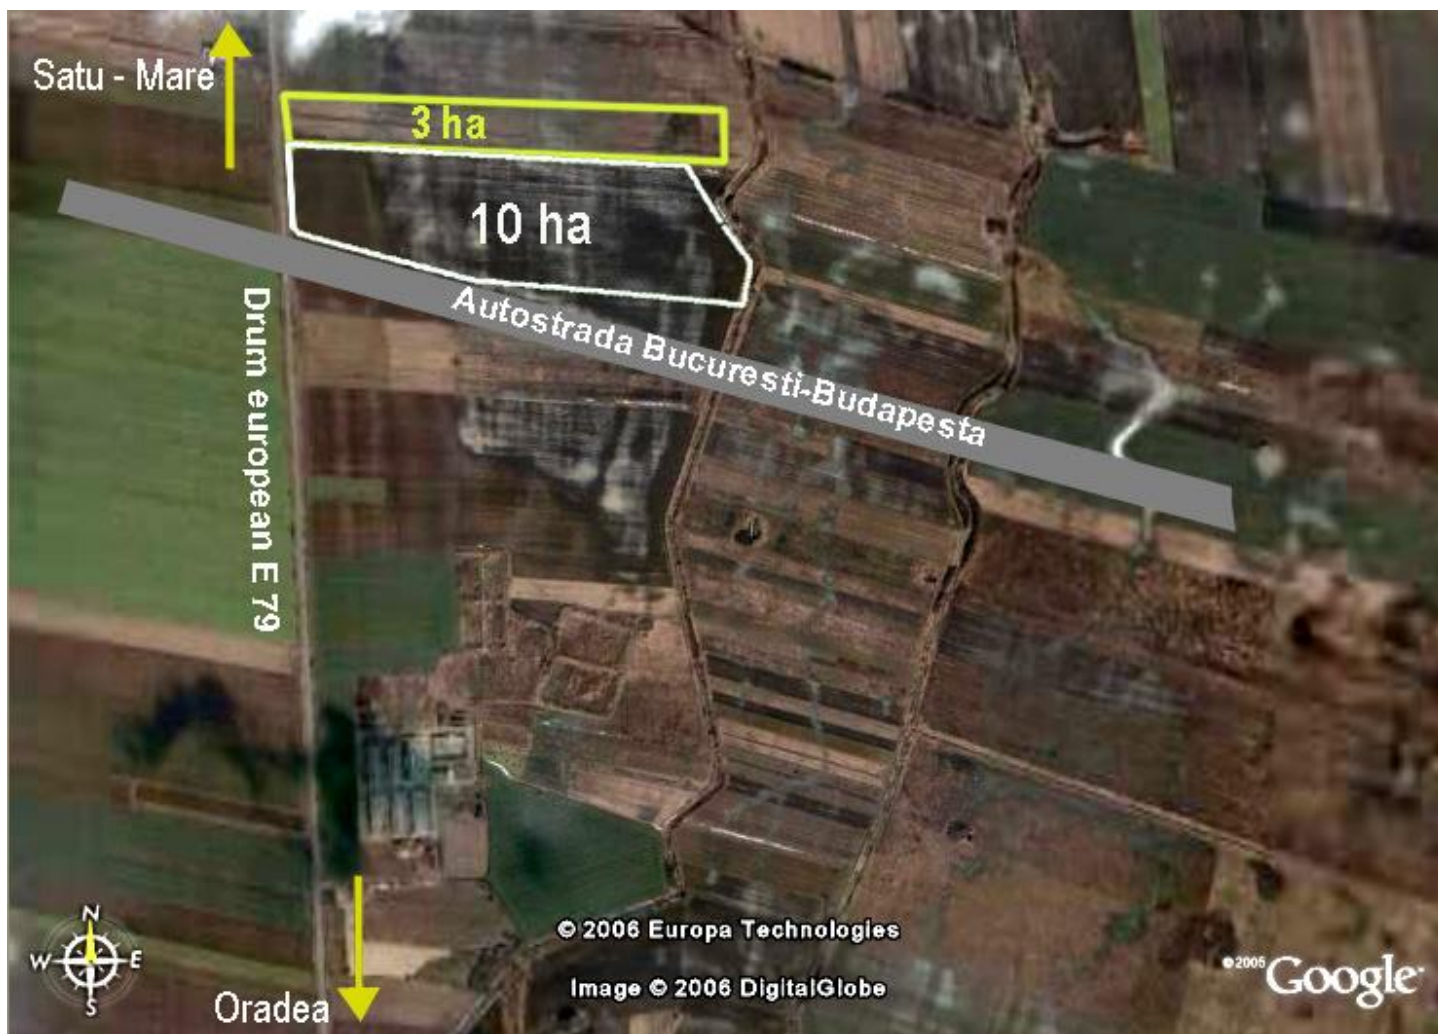 Satu - Mare
3 ha
10 ha
Drum european E 79
Autostrada Bucuresti-Budapesta
N
W E
S
Oradea
© 2006 Europa Technologies
Image © 2006 DigitalGlobe
©2005 Google